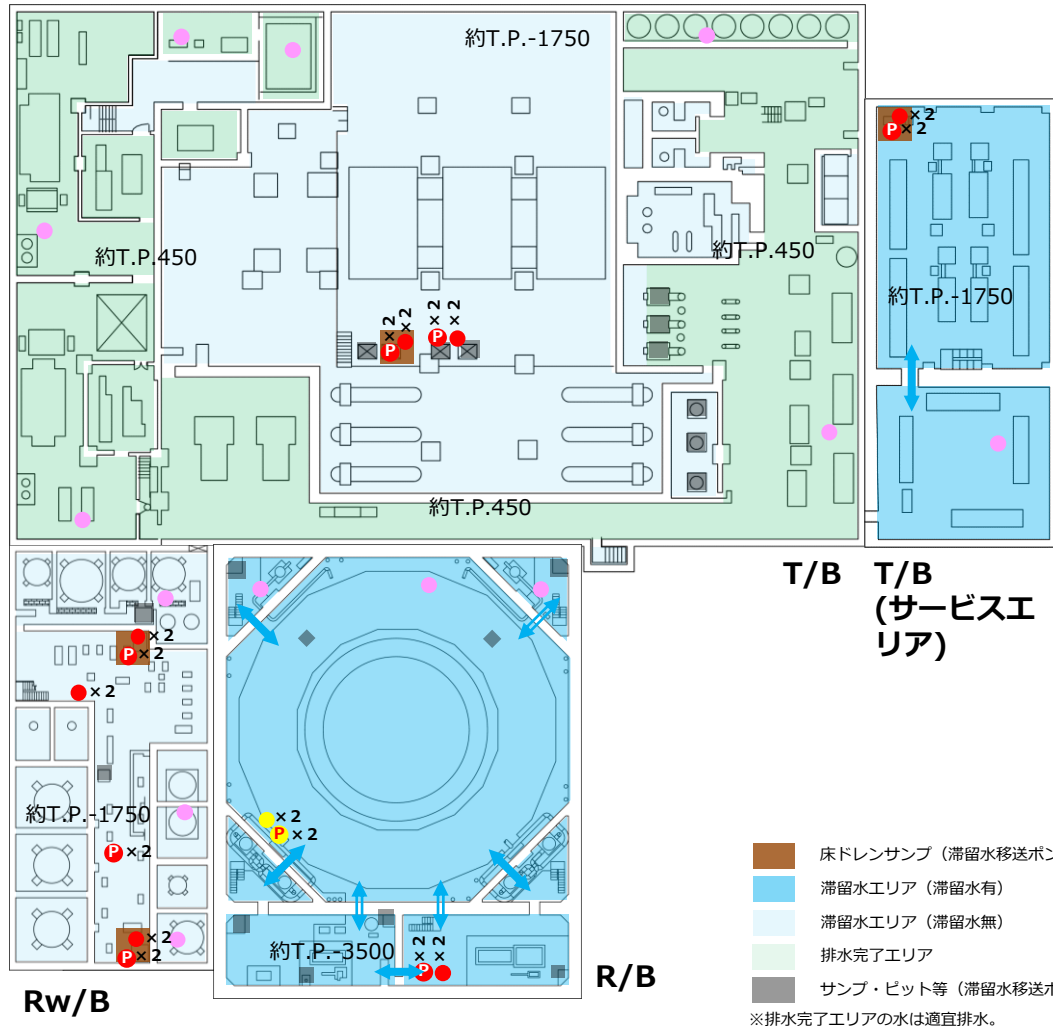 約T.P.-1750
× 2
P × 2
約T.P.450
約T.P.450
約T.P.-1750
× 2
× 2
× 2
× 2
P
P
約T.P.450
T/B
T/B
(サービスエ
リア)
× 2
P × 2
× 2
約T.P.-1750
× 2
P × 2
P × 2
× 2
P × 2
約T.P.-3500
× 2
× 2
P
R/B
Rw/B
床ドレンサンプ（滞留水移送ポン
滞留水エリア（滞留水有）
滞留水エリア（滞留水無）
排水完了エリア
サンプ・ピット等（滞留水移送ポ
※排水完了エリアの水は適宜排水。